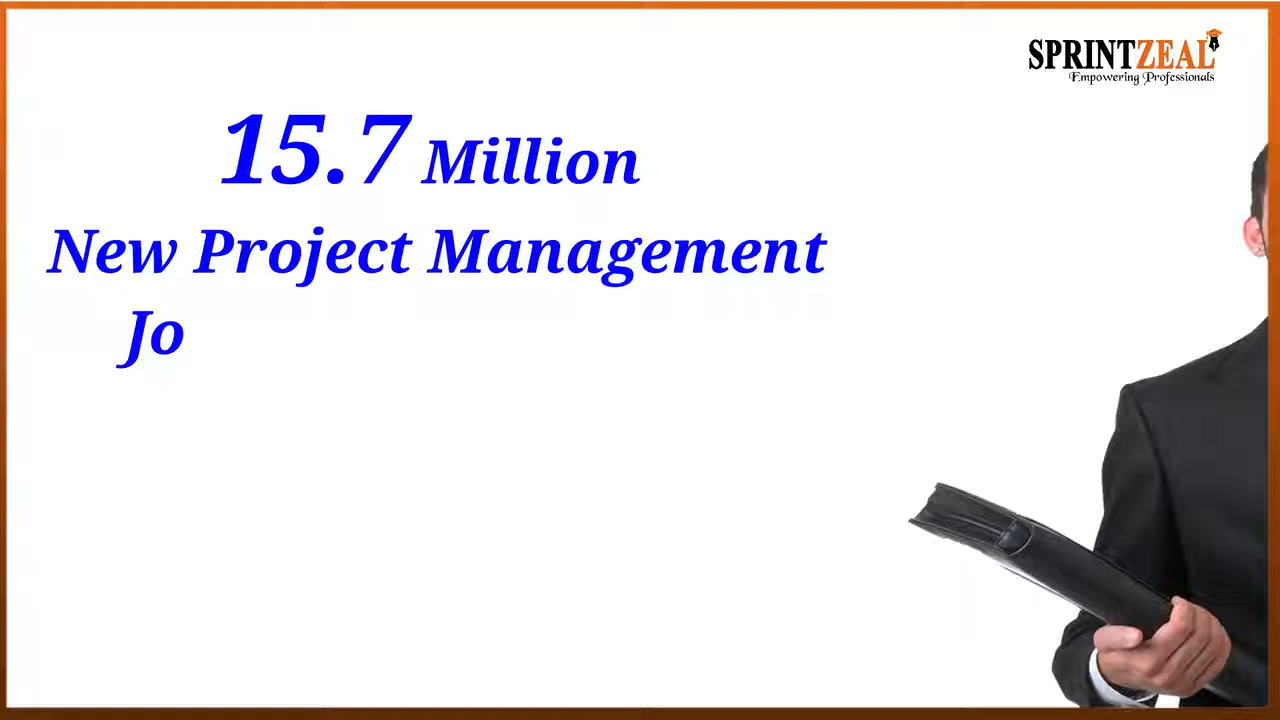 SPRINTZEAL
Empowering Professionals
15.7 Million
New Project Management
Jo